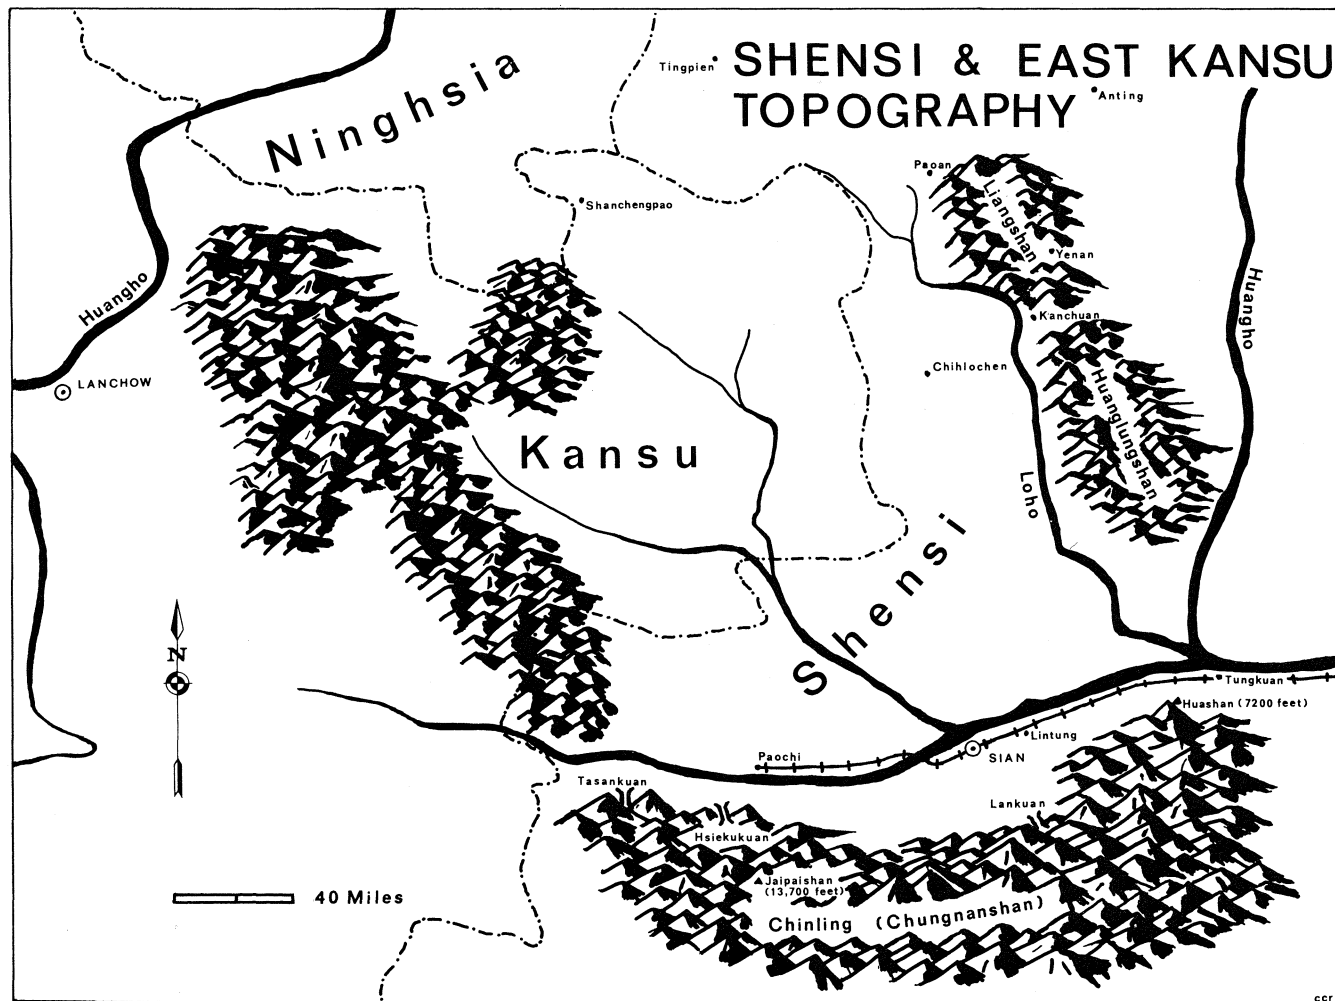 SHENSI & EAST KANSU
TOPOGRAPHY
Tingpien
Anting
Ninghsia
Paoan
Liangshan
Shanchengpao
Yenan
Huangho
Huangho
Kanchuan
LANCHOW
Chihlochen
Huanglungshan
Kansu
Loho
Shensi
N
Tungkuan
Huashan (7200 feet)
Lintung
SIAN
Paochi
Tasankuan
Lankuan
Hsiekukuan
Jaipaishan
(13,700 feet)
40 Miles
Chinling (Chungnanshan)